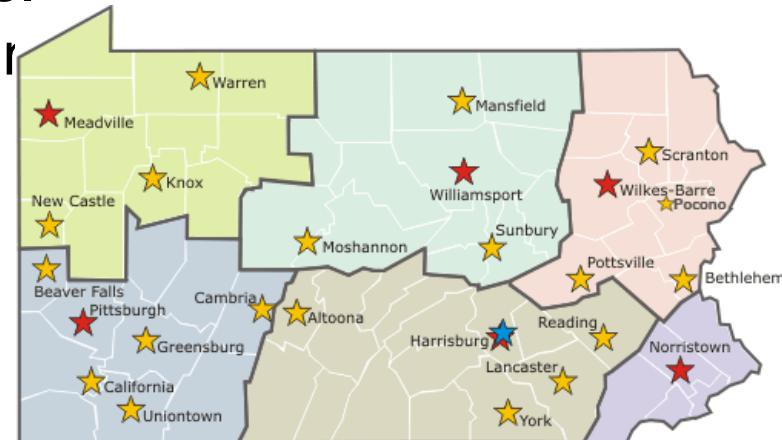 Warren
Mansfield
Meadville
Scranton
Knox
Williamsport
Wilkes-Barre
Pocono
New Castle
Sunbury
Moshannon
Pottsville
Bethlehem
Beaver Falls
Cambria
Pittsburgh
Altoona
Reading
Harrisburg
Greensburg
Norristown
Lancaster
California
Uniontown
York